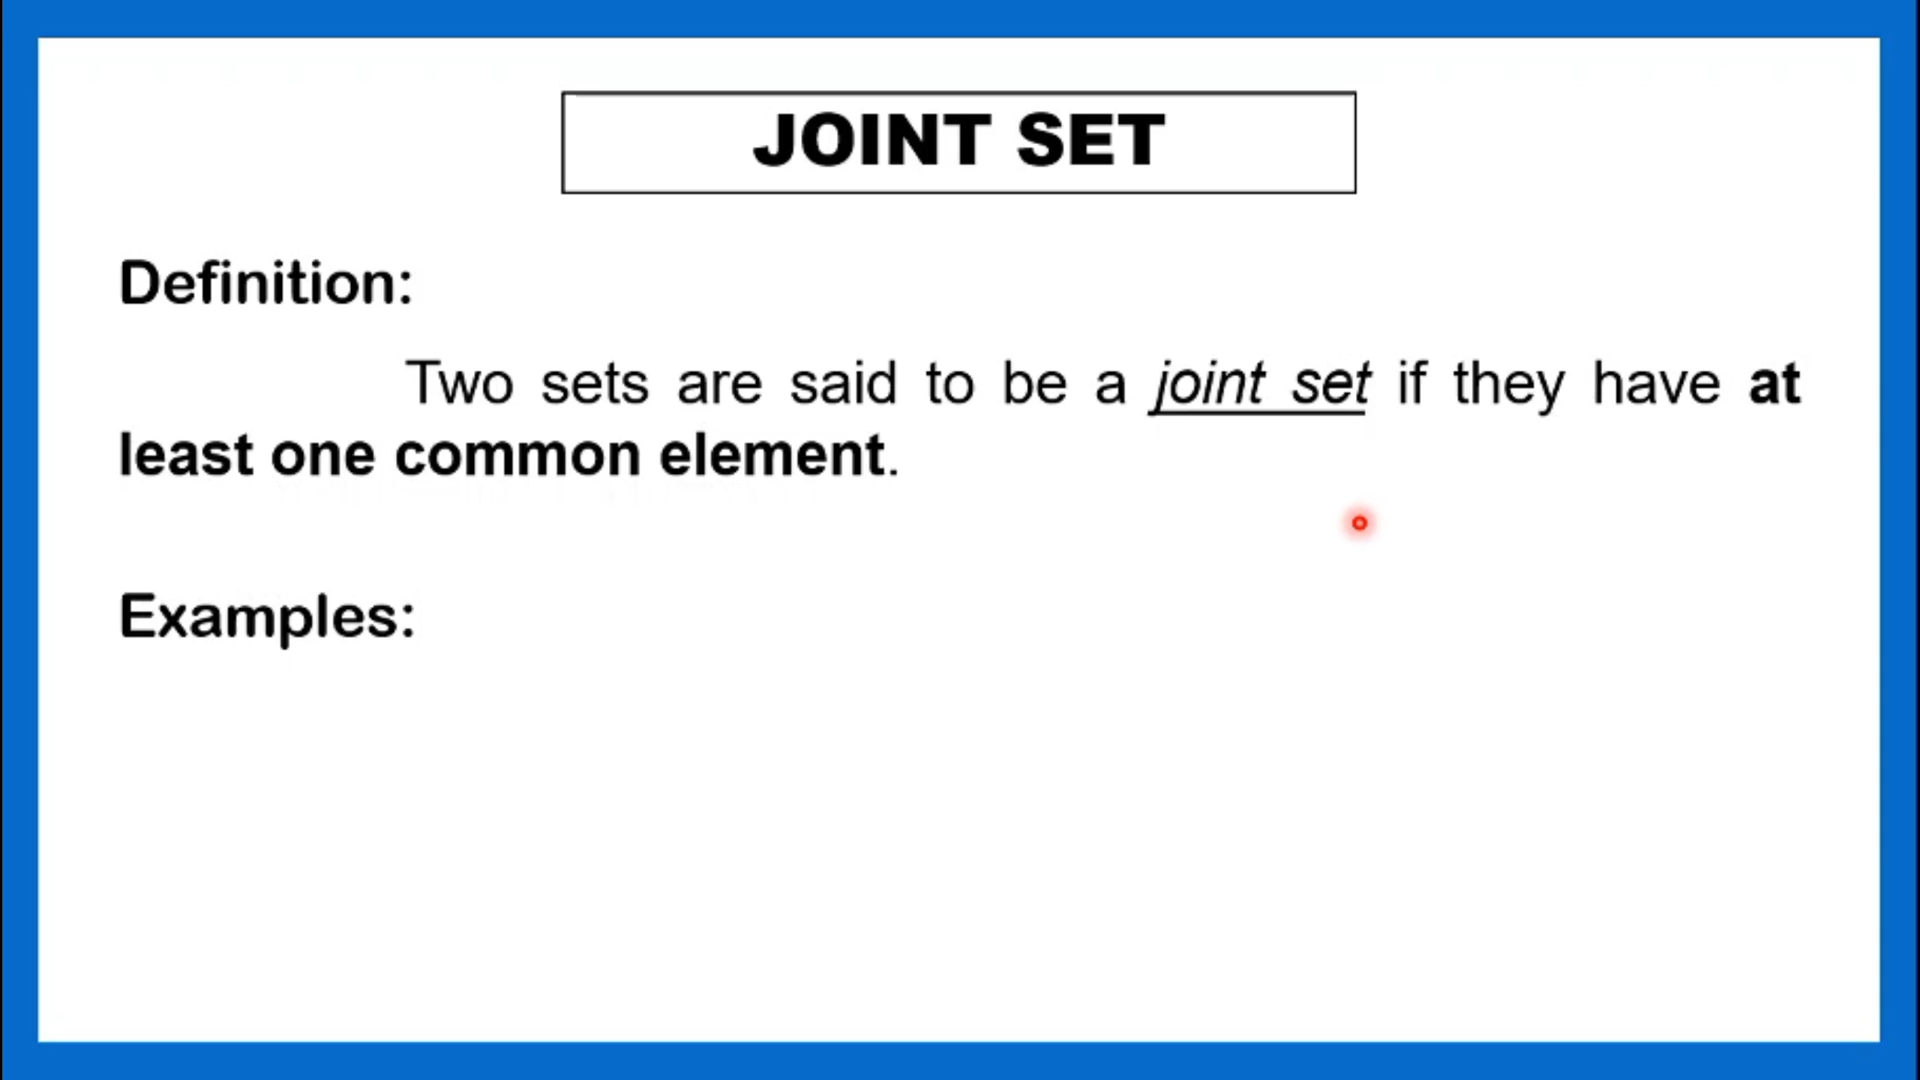 JOINT SET
Definition:
Two sets are said to be a joint set if they have at
least one common element.
Examples: